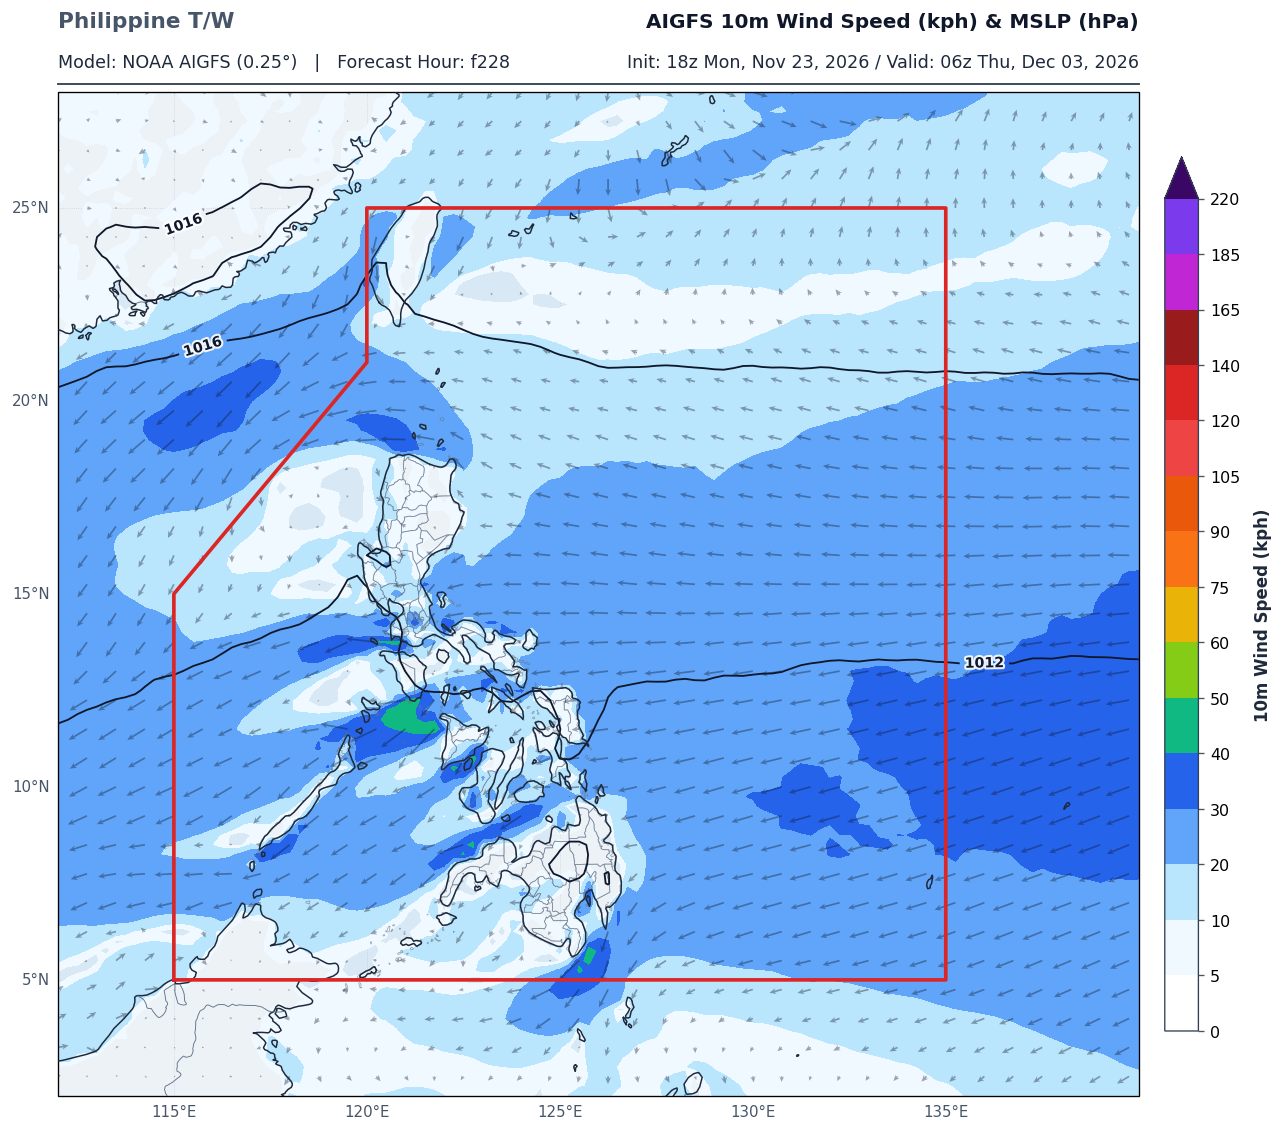 Philippine T/W
AIGFS 10m Wind Speed (kph) & MSLP (hPa)
Model: NOAA AIGFS (0.25°)   |   Forecast Hour: f228
Init: 18z Mon, Nov 23, 2026 / Valid: 06z Thu, Dec 03, 2026
25°N
20°N
15°N
10°N
5°N
115°E
120°E
125°E
130°E
135°E
1016
1016
1012
220
185
165
140
120
105
90
75
60
50
40
30
20
10
5
0
10m Wind Speed (kph)